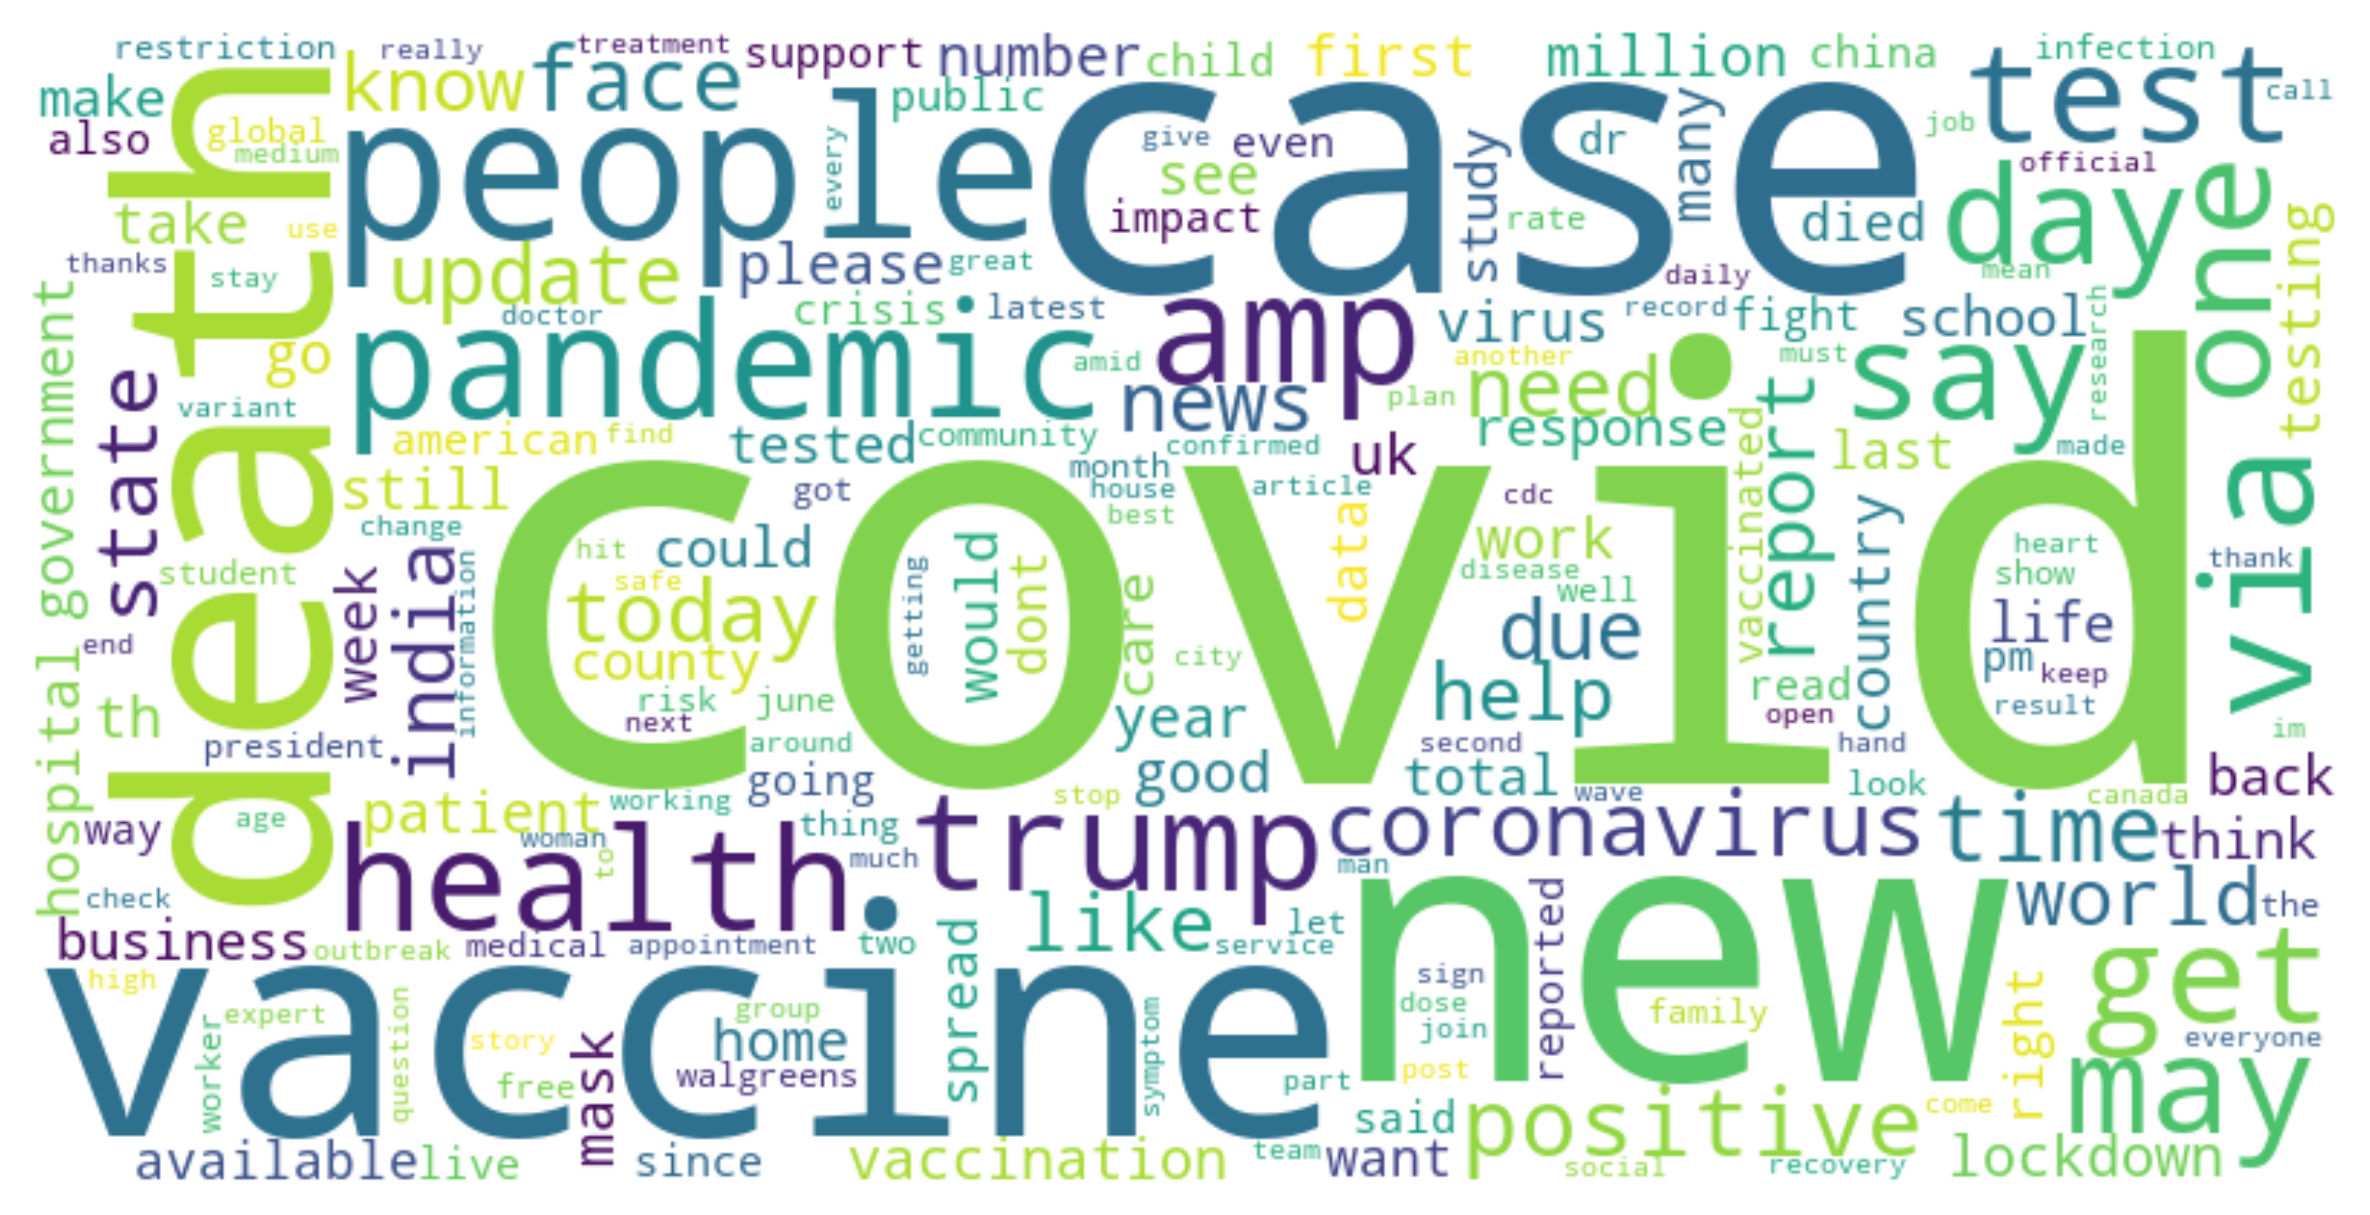 restriction
really
treatment
support
number
child
first
million
china
infection
make
know
face
public
test
call
also
global
medium
people
every
case
give
even
dr
many
job
official
death
take
use
see
impact
study
rate
died
day
one
thanks
stay
update
please
great
daily
mean
testing
hospital government
doctor
crisis
latest
amp
virus
record
fight
school
go
pandemic
amid
another
must
say
research
state
variant
news
plan
need
american
find
tested
community
confirmed
uk
response
report
vaccinated
last
made
via
still
got
month
house
article
cdc
best
data
change
india
could
covid
work
country
heart
thank
student
week
information
hit
safe
today
getting
would
dont
care
disease
well
show
end
county
city
due
life
pm
keep
th
risk
june
next
year
help
read
open
result
im
president
around
second
hand
going
good
total
look
back
patient
working
stop
wave
canada
way
age
health
woman
thing
trump
coronavirus
time
think
to
much
man
check
like
let
new
reported
world
the
business
outbreak
medical
appointment
two
spread
service
high
vaccine
sign
get
expert
worker
question
story
mask
group
home
symptom
dose
join
family
right
everyone
free
walgreens
part
post
may
said
positive
come
available
live
since
vaccination
team
want
social
recovery
lockdown